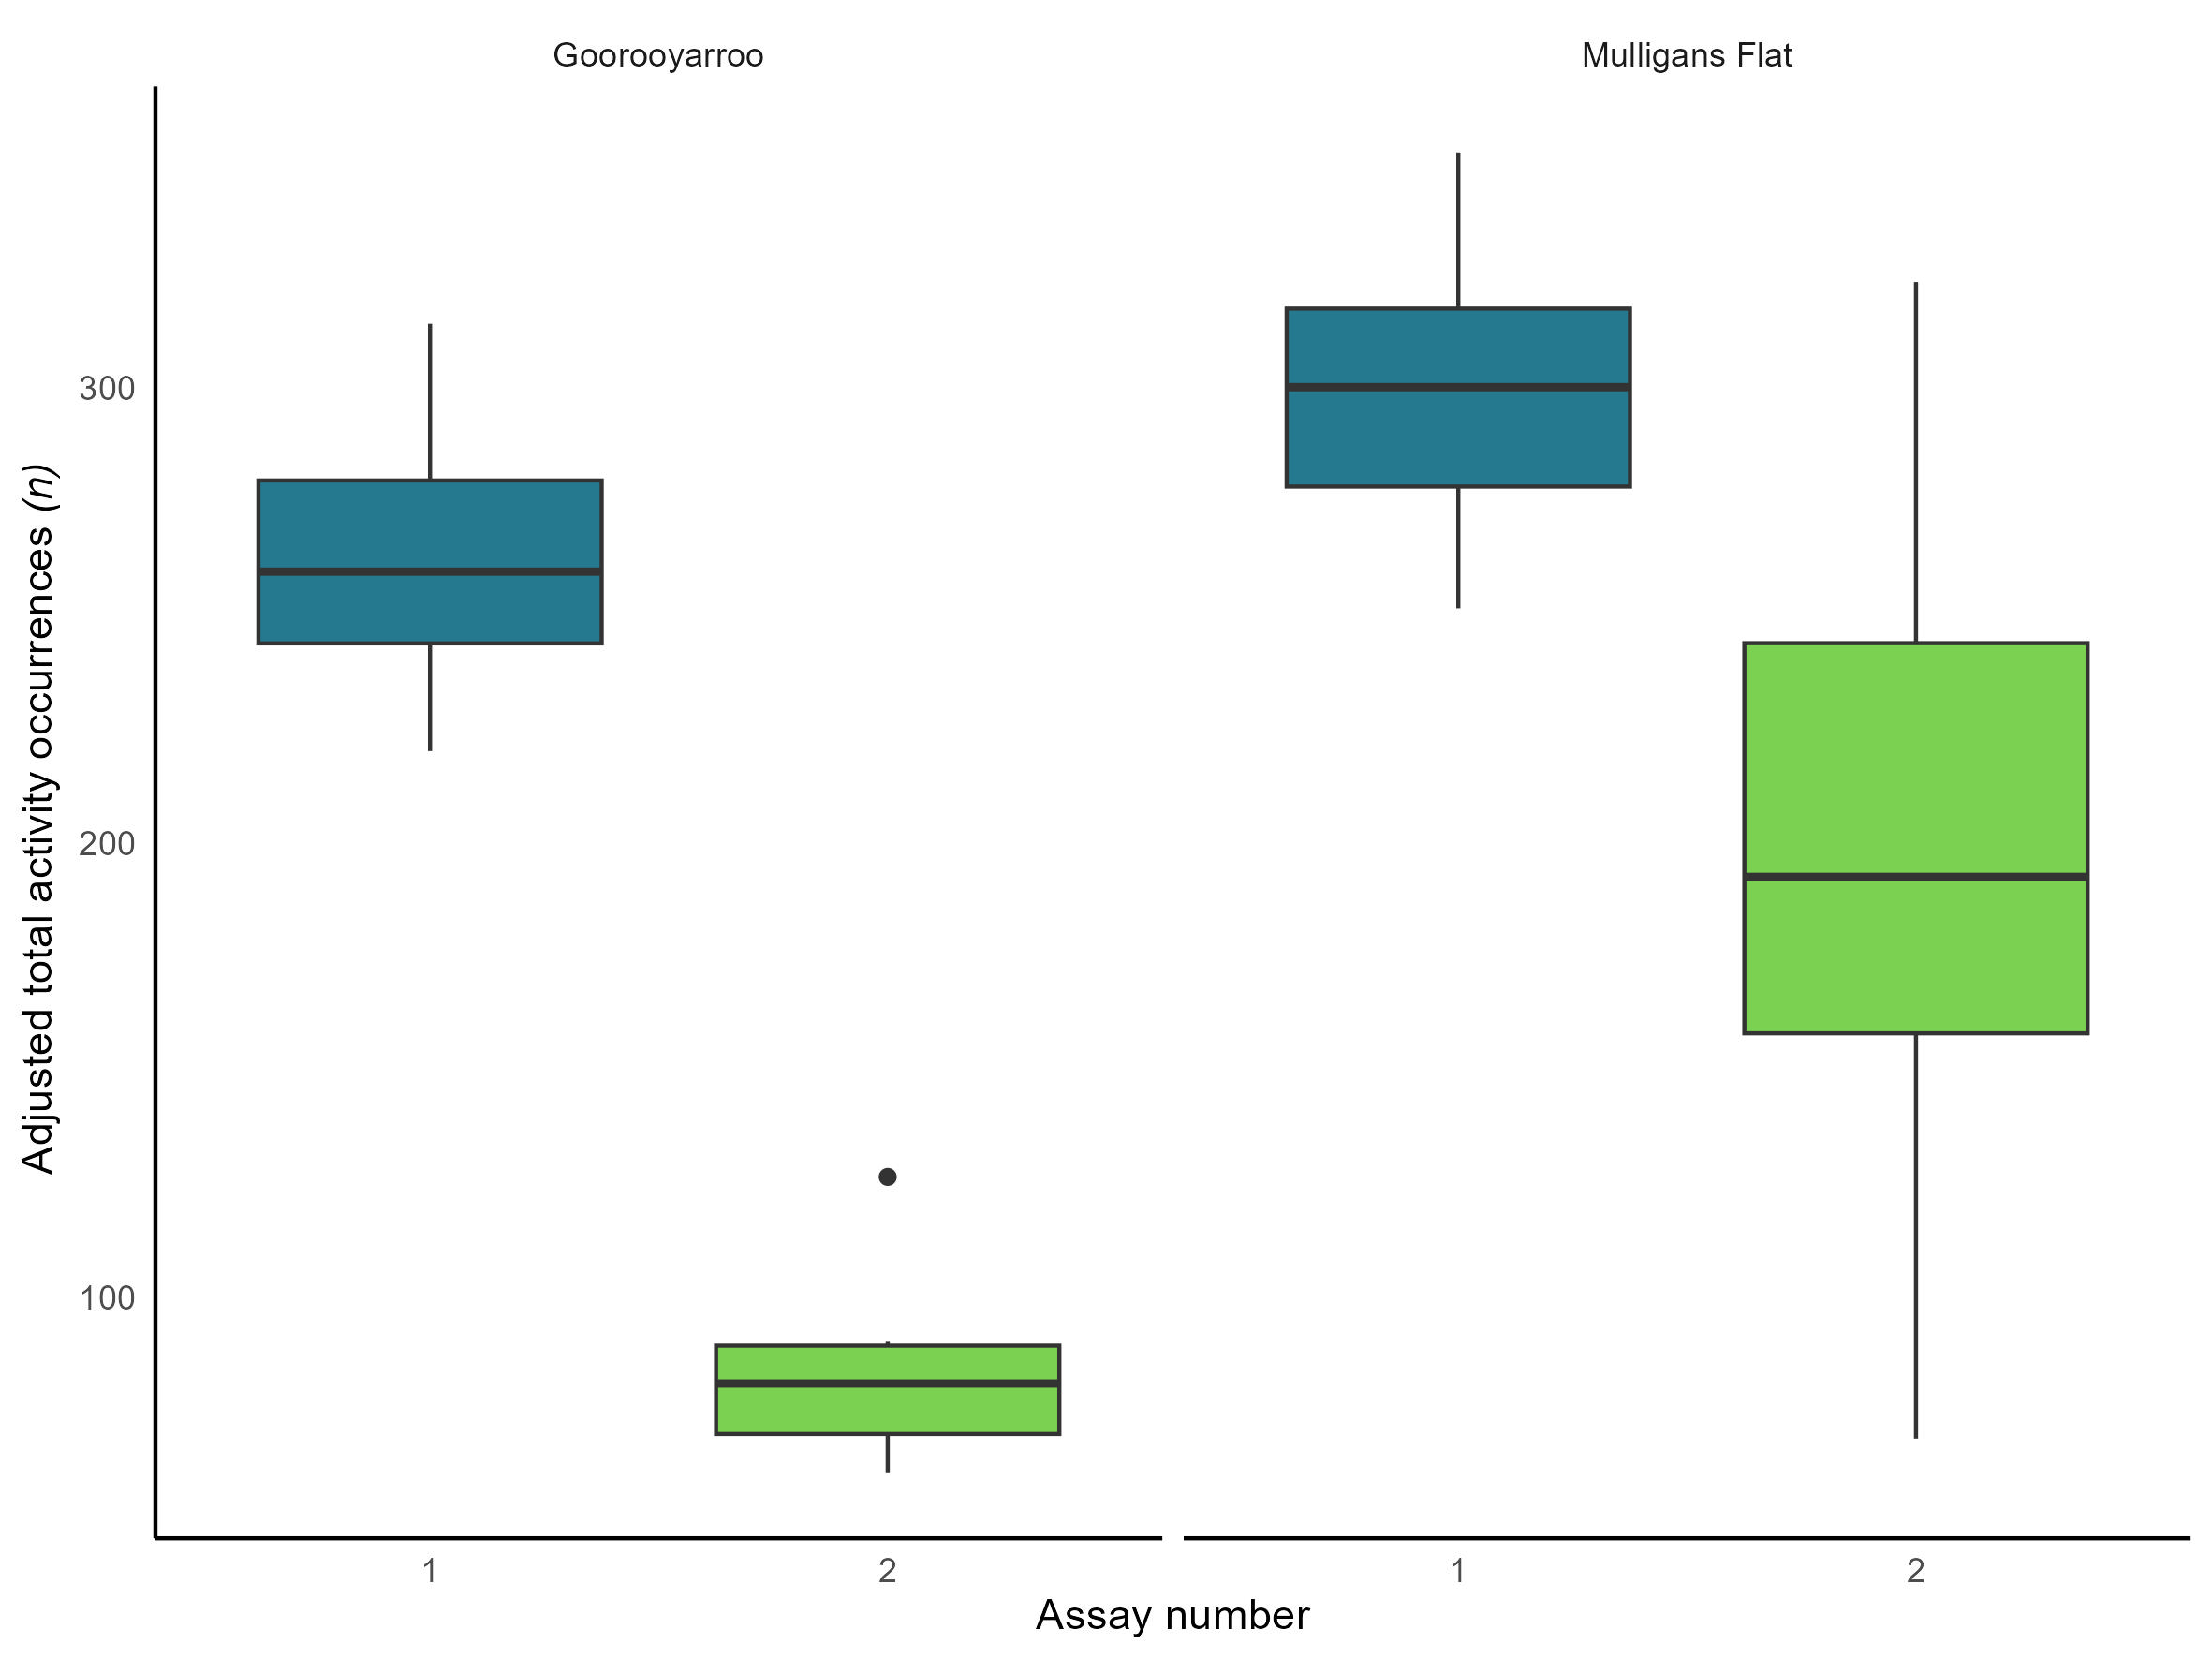 Goorooyarroo
Mulligans Flat
Adjusted total activity occurrences (n)
300
200
100
1
2
1
2
Assay number